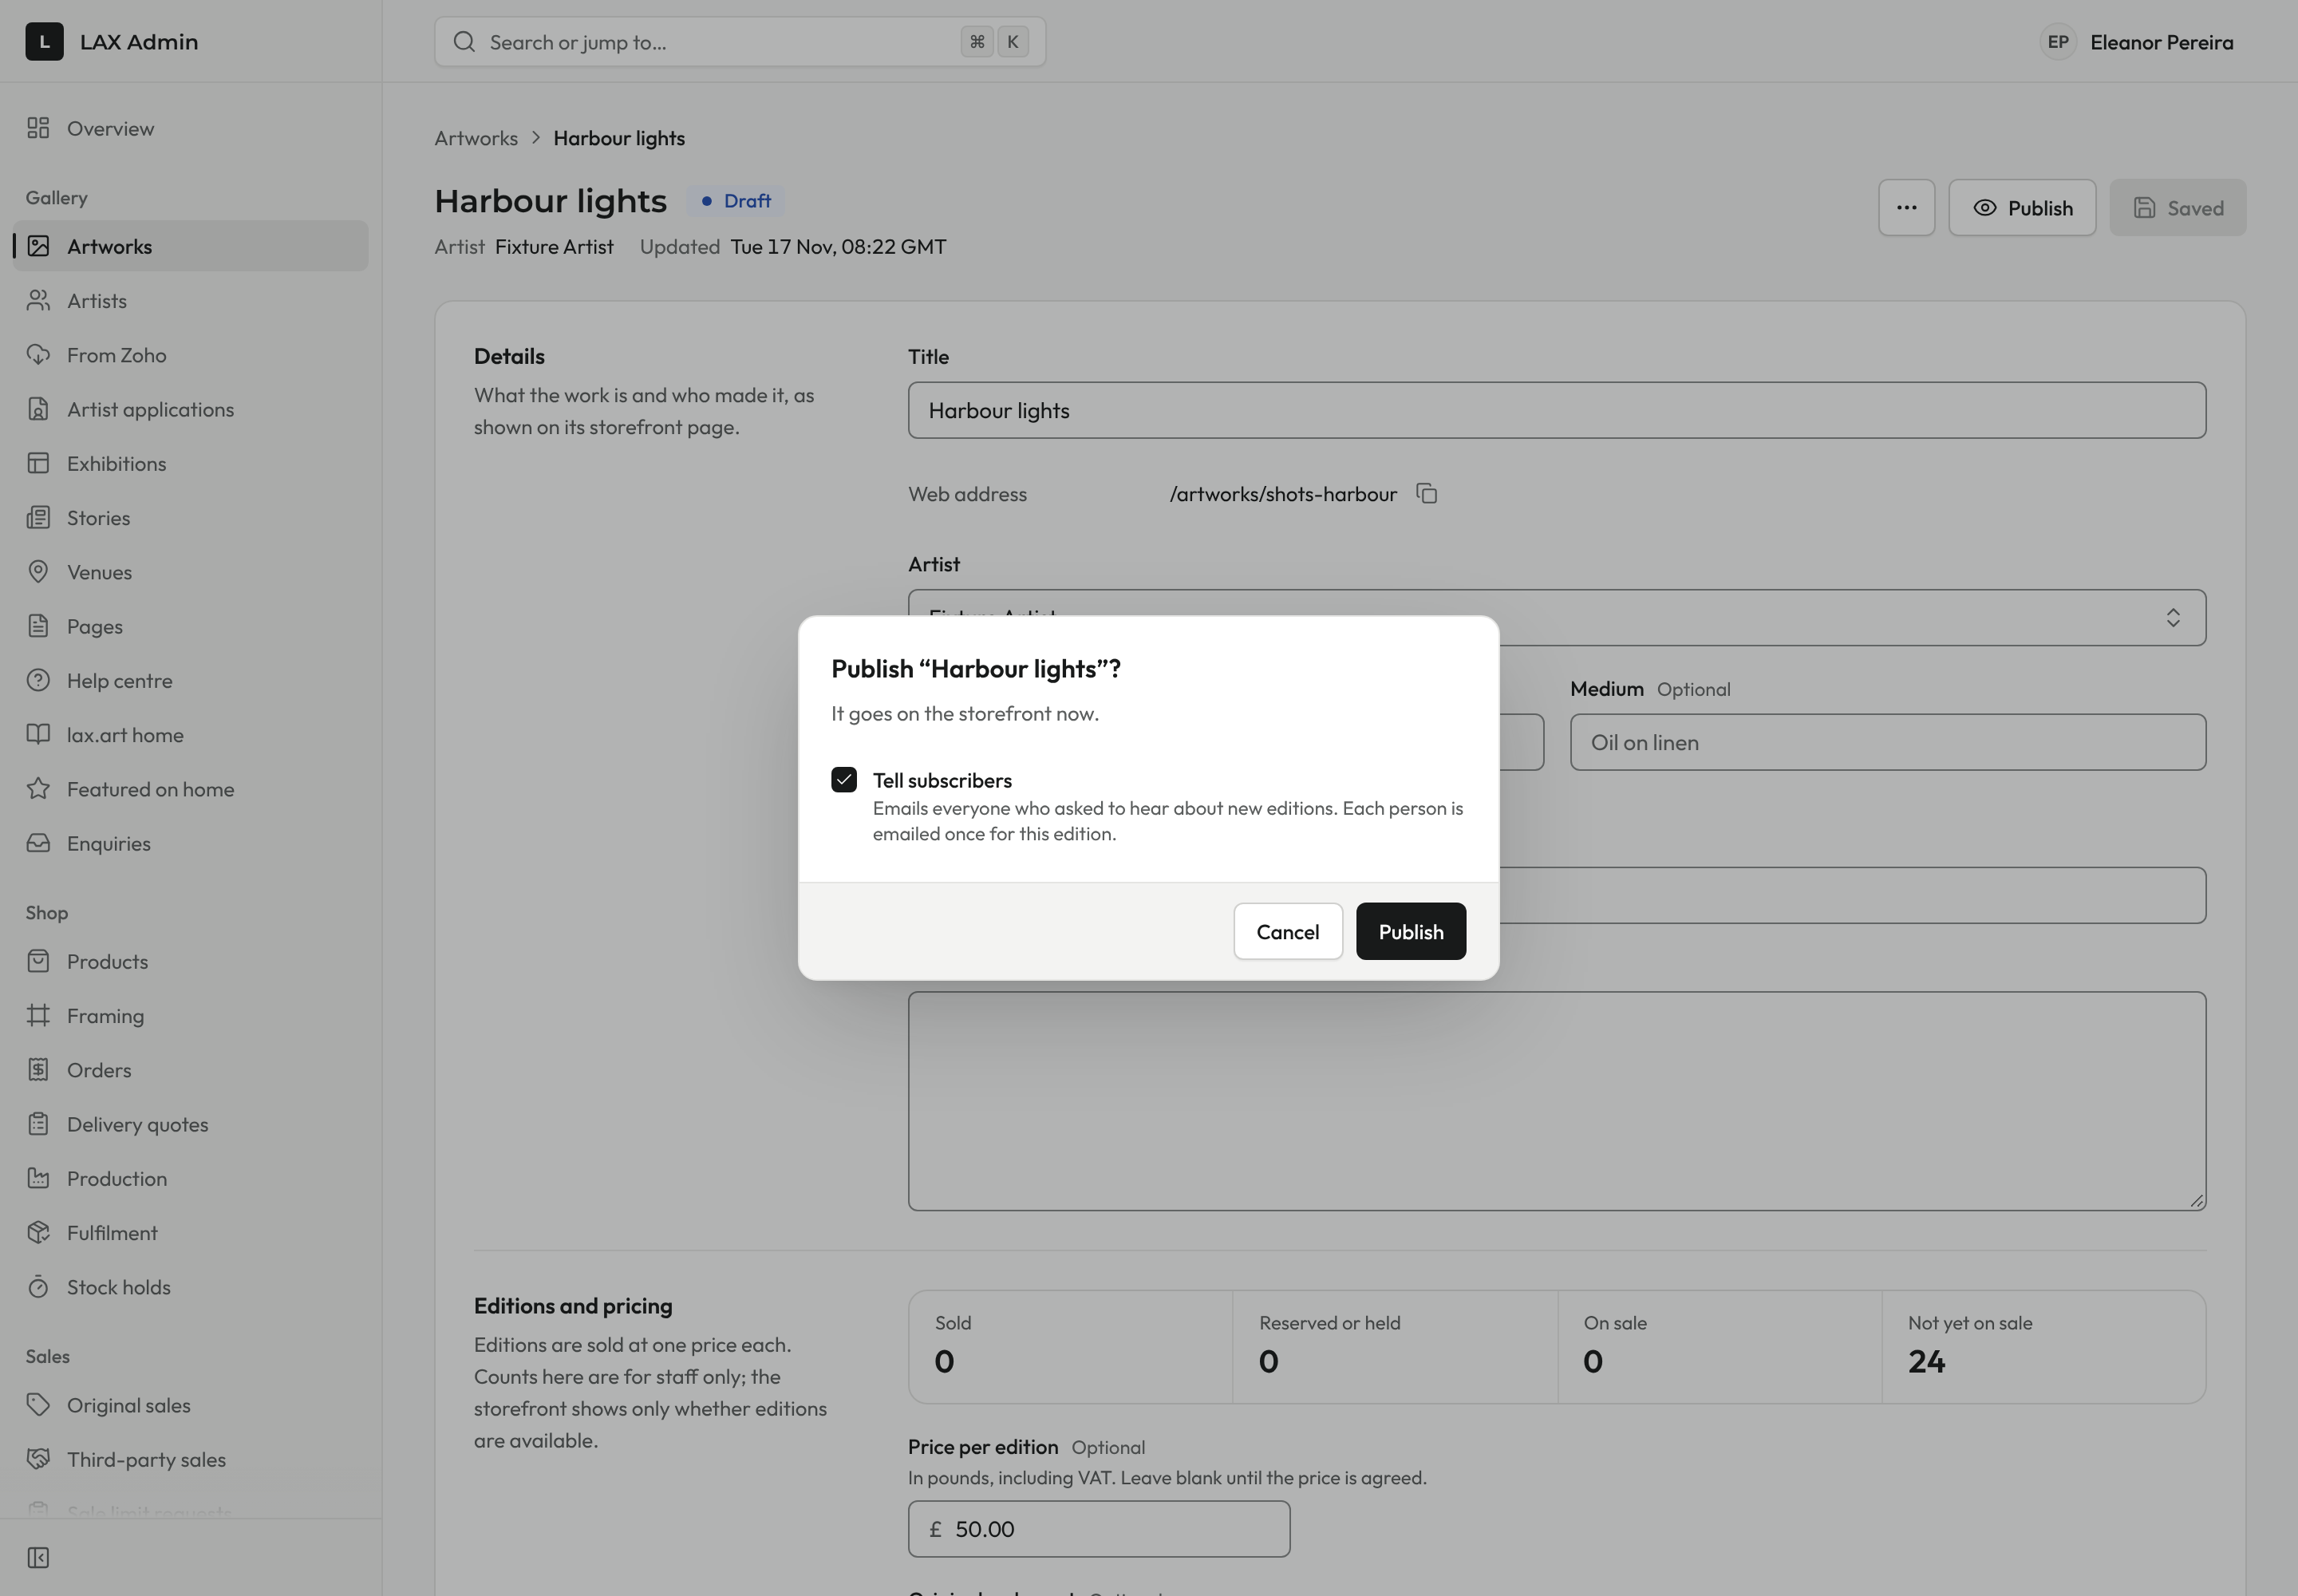 L LAX Admin
Search or jump to... ⌘ K
EP Eleanor Pereira
Overview
Gallery
Artworks
Artists
From Zoho
Artist applications
Exhibitions
Stories
Venues
Pages
Help centre
lax.art home
Featured on home
Enquiries
Shop
Products
Framing
Orders
Delivery quotes
Production
Fulfilment
Stock holds
Sales
Original sales
Third-party sales
Sale limit requests
Artworks > Harbour lights
Harbour lights Draft
Artist Fixture Artist Updated Tue 17 Nov, 08:22 GMT
Publish
Saved
Details
What the work is and who made it, as
shown on its storefront page.
Title
Harbour lights
Web address /artworks/shots-harbour
Artist
Fixture Artist
Medium Optional
Oil on linen
Publish “Harbour lights”?
It goes on the storefront now.
Tell subscribers
Emails everyone who asked to hear about new editions. Each person is
emailed once for this edition.
Cancel
Publish
Editions and pricing
Editions are sold at one price each.
Counts here are for staff only; the
storefront shows only whether editions
are available.
Sold
0
Reserved or held
0
On sale
0
Not yet on sale
24
Price per edition Optional
In pounds, including VAT. Leave blank until the price is agreed.
£ 50.00